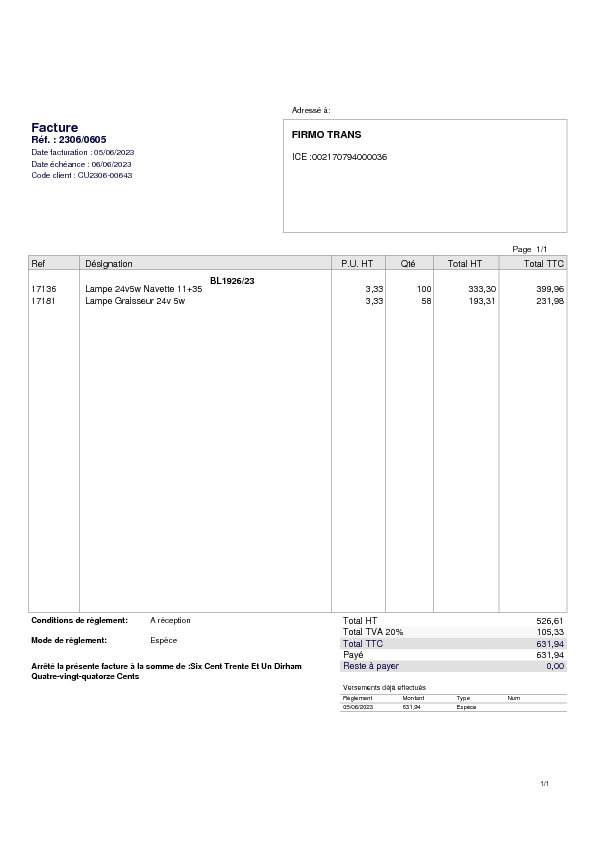 Adressé à:
Facture
Réf. : 2306/0605
Date facturation : 05/06/2023
Date échéance : 06/06/2023
Code client : CU2306-00643
FIRMO TRANS
ICE :002170794000036
Page 1/1
Ref Désignation P.U. HT Qté Total HT Total TTC
BL1926/23
17136 Lampe 24v5w Navette 11+35 3,33 100 333,30 399,96
17181 Lampe Graisseur 24v 5w 3,33 58 193,31 231,98
Conditions de règlement: A réception
Mode de règlement: Espèce
Arrêté la présente facture à la somme de :Six Cent Trente Et Un Dirham
Quatre-vingt-quatorze Cents
Total HT 526,61
Total TVA 20% 105,33
Total TTC 631,94
Payé 631,94
Reste à payer 0,00
Versements déjà effectués
Règlement Montant Type Num
05/06/2023 631,94 Espèce
1/1